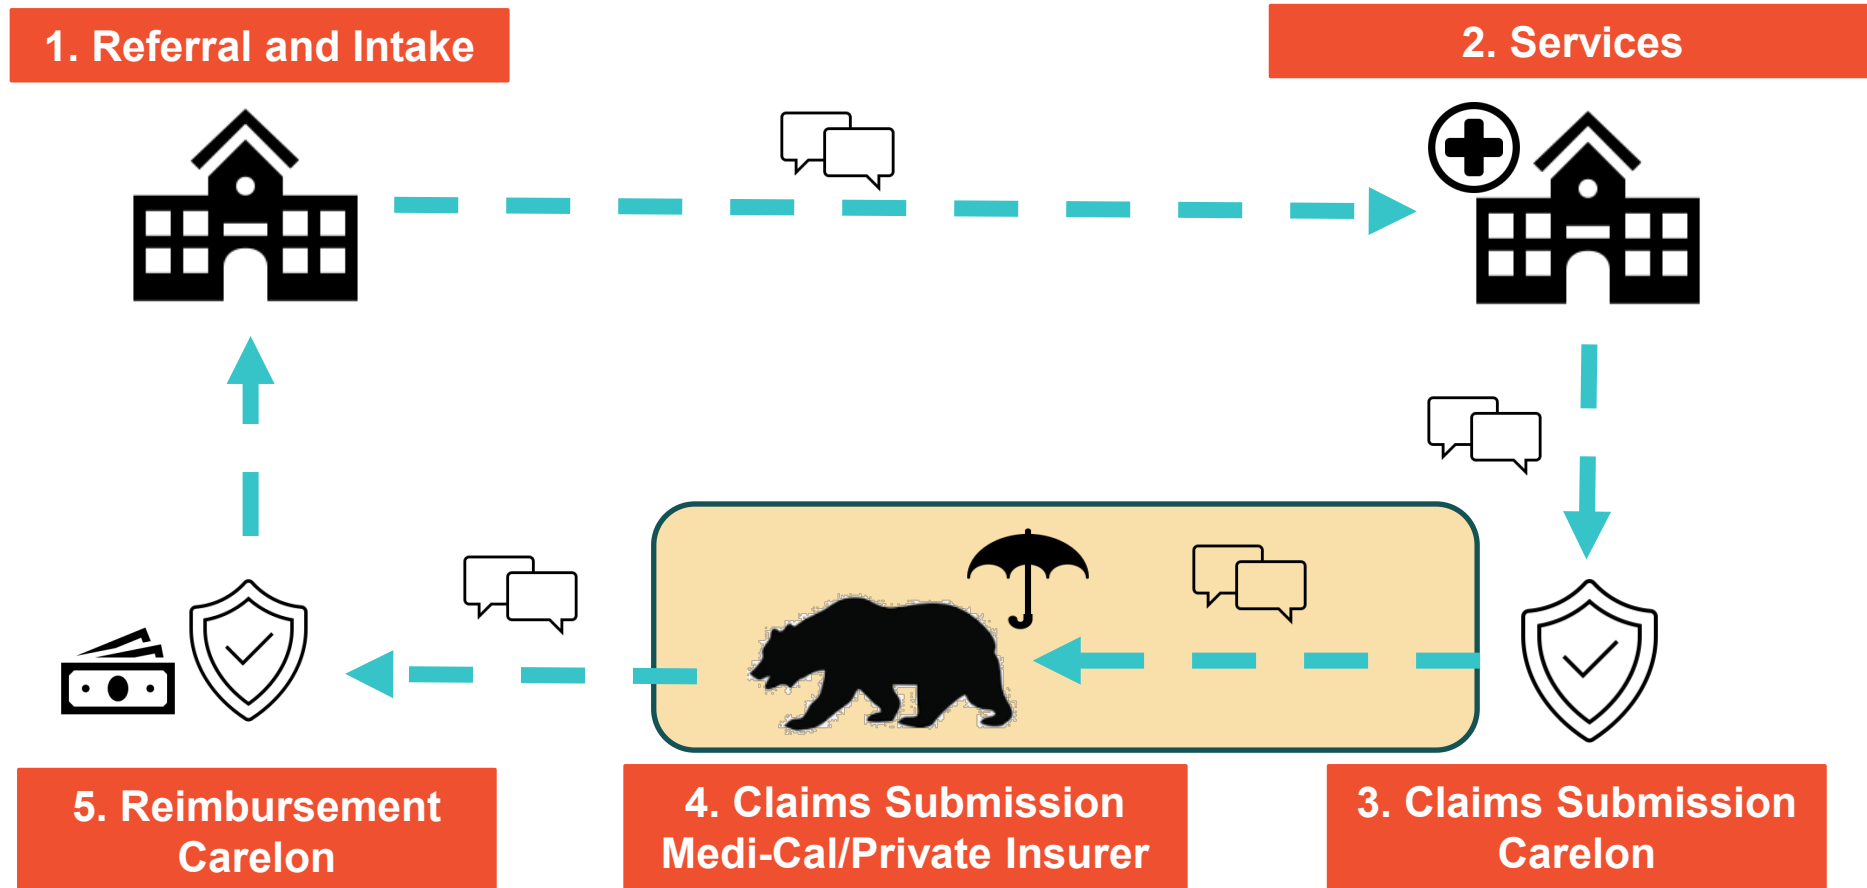 1. Referral and Intake
2. Services
5. Reimbursement
Carelon
4. Claims Submission
Medi-Cal/Private Insurer
3. Claims Submission
Carelon